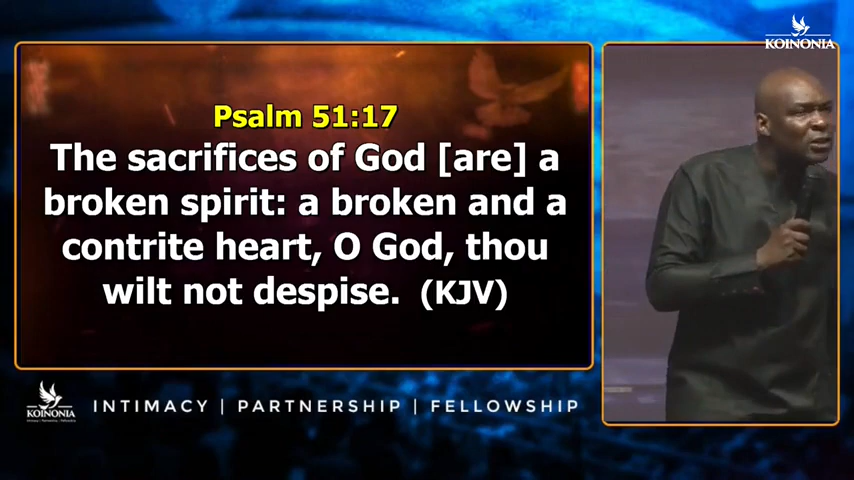 KOINONIA
Psalm 51:17
The sacrifices of God [are] a
broken spirit: a broken and a
contrite heart, O God, thou
wilt not despise. (KJV)
KOINONIA
INTIMACY | PARTNERSHIP | FELLOWSHIP